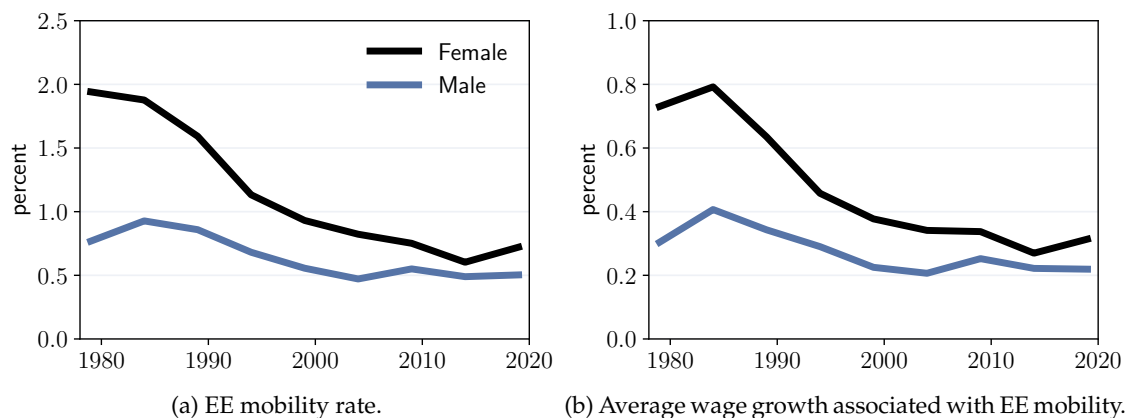 2.5
2.0
1.5
1.0
0.5
0.0
percent
Female
Male
1980 1990 2000 2010 2020
(a) EE mobility rate.
1.0
0.8
0.6
0.4
0.2
0.0
percent
1980 1990 2000 2010 2020
(b) Average wage growth associated with EE mobility.